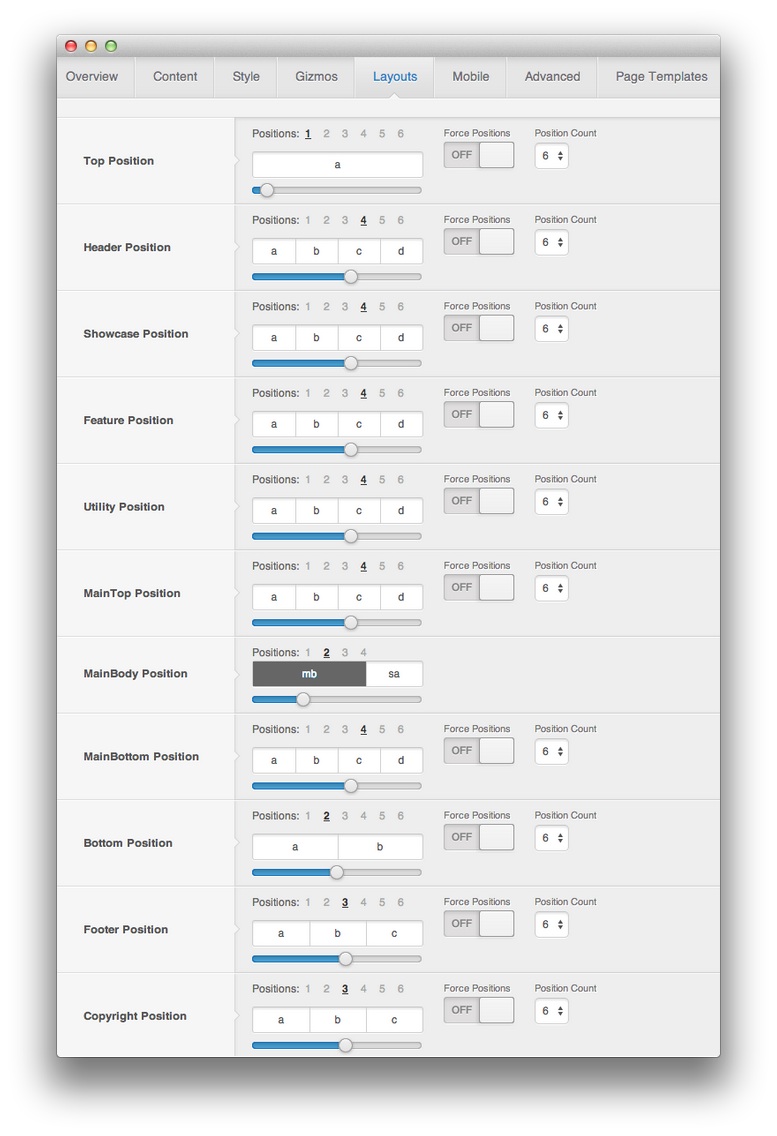 Overview Content Style Gizmos Layouts Mobile Advanced Page Templates
Positions: 1 2 3 4 5 6 Force Positions Position Count
Top Position a OFF 6
Positions: 1 2 3 4 5 6 Force Positions Position Count
Header Position a b c d OFF 6
Positions: 1 2 3 4 5 6 Force Positions Position Count
Showcase Position a b c d OFF 6
Positions: 1 2 3 4 5 6 Force Positions Position Count
Feature Position a b c d OFF 6
Positions: 1 2 3 4 5 6 Force Positions Position Count
Utility Position a b c d OFF 6
Positions: 1 2 3 4 5 6 Force Positions Position Count
MainTop Position a b c d OFF 6
Positions: 1 2 3 4
MainBody Position mb sa
Positions: 1 2 3 4 5 6 Force Positions Position Count
MainBottom Position a b c d OFF 6
Positions: 1 2 3 4 5 6 Force Positions Position Count
Bottom Position a b OFF 6
Positions: 1 2 3 4 5 6 Force Positions Position Count
Footer Position a b c OFF 6
Positions: 1 2 3 4 5 6 Force Positions Position Count
Copyright Position a b c OFF 6